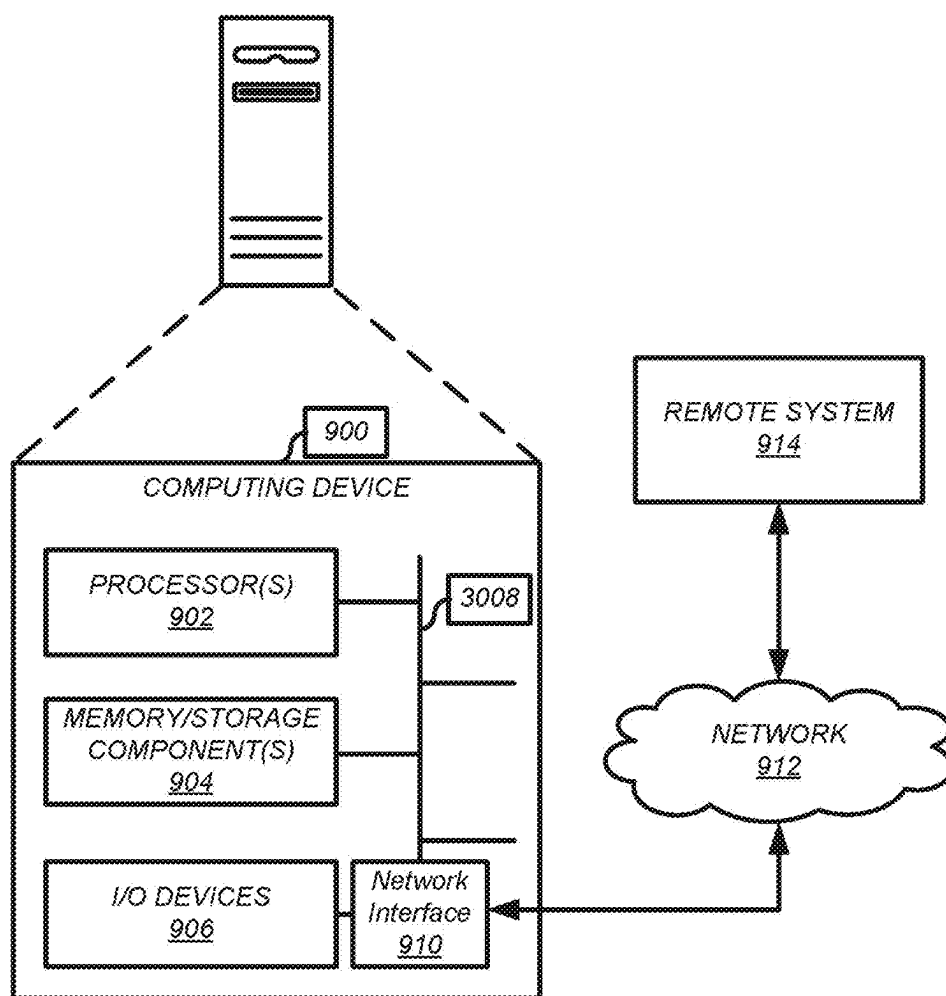 900
COMPUTING DEVICE
PROCESSOR(S)
902
3008
MEMORY/STORAGE
COMPONENT(S)
904
I/O DEVICES
906
Network
Interface
910
REMOTE SYSTEM
914
NETWORK
912